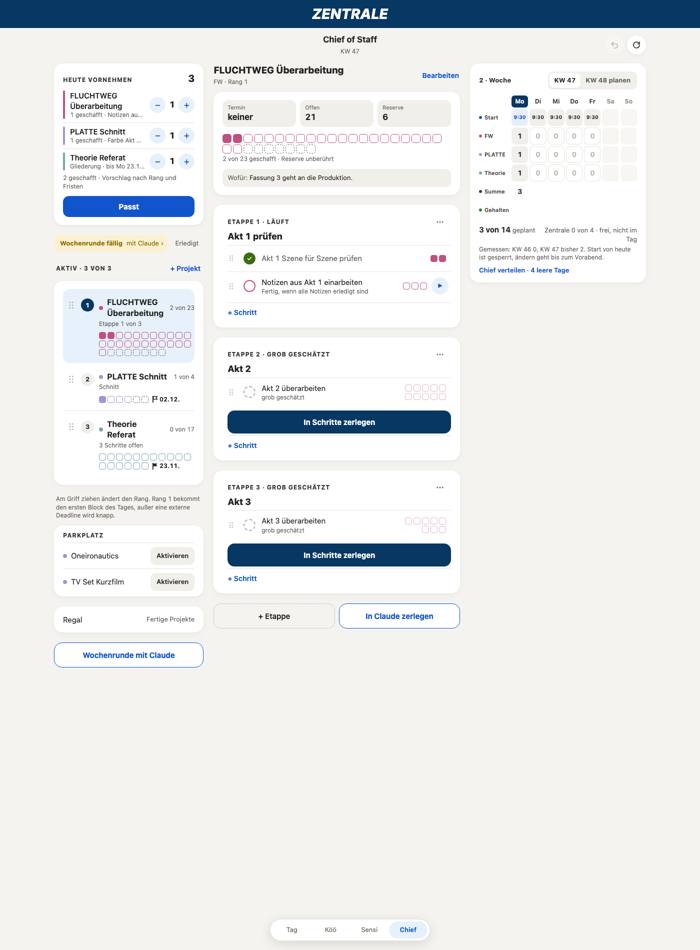 ZENTRALE
Chief of Staff
KW 47
HEUTE VORNEHMEN 3
FLUCHTWEG
Überarbeitung
1 geschafft · Notizen au...
− 1 +
PLATTE Schnitt
1 geschafft · Farbe Akt ...
− 1 +
Theorie Referat
Gliederung · bis Mo 23.1...
− 1 +
2 geschafft · Vorschlag nach Rang und
Fristen
Passt
Wochenrunde fällig mit Claude › Erledigt
AKTIV · 3 VON 3 + Projekt
1 FLUCHTWEG
Überarbeitung
2 von 23
Etappe 1 von 3
2 PLATTE Schnitt 1 von 4
Schnitt
02.12.
3 Theorie
Referat
0 von 17
3 Schritte offen
23.11.
Am Griff ziehen ändert den Rang. Rang 1 bekommt
den ersten Block des Tages, außer eine externe
Deadline wird knapp.
PARKPLATZ
Oneironautics Aktivieren
TV Set Kurzfilm Aktivieren
Regal Fertige Projekte
Wochenrunde mit Claude
FLUCHTWEG Überarbeitung
FW · Rang 1
Bearbeiten
Termin
keiner
Offen
21
Reserve
6
2 von 23 geschafft · Reserve unberührt
Wofür: Fassung 3 geht an die Produktion.
ETAPPE 1 · LÄUFT ...
Akt 1 prüfen
Akt 1 Szene für Szene prüfen
Notizen aus Akt 1 einarbeiten
Fertig, wenn alle Notizen erledigt sind
+ Schritt
ETAPPE 2 · GROB GESCHÄTZT ...
Akt 2
Akt 2 überarbeiten
grob geschätzt
In Schritte zerlegen
+ Schritt
ETAPPE 3 · GROB GESCHÄTZT ...
Akt 3
Akt 3 überarbeiten
grob geschätzt
In Schritte zerlegen
+ Schritt
+ Etappe
In Claude zerlegen
2 · Woche KW 47 KW 48 planen
Mo Di Mi Do Fr Sa So
Start 9:30 9:30 9:30 9:30 9:30
FW 1 0 0 0 0
PLATTE 1 0 0 0 0
Theorie 1 0 0 0 0
Summe 3
Gehalten
3 von 14 geplant Zentrale 0 von 4 · frei, nicht im
Tag
Gemessen: KW 46 0, KW 47 bisher 2. Start von heute
ist gesperrt, ändern geht bis zum Vorabend.
Chief verteilen · 4 leere Tage
Tag Köö Sensi Chief